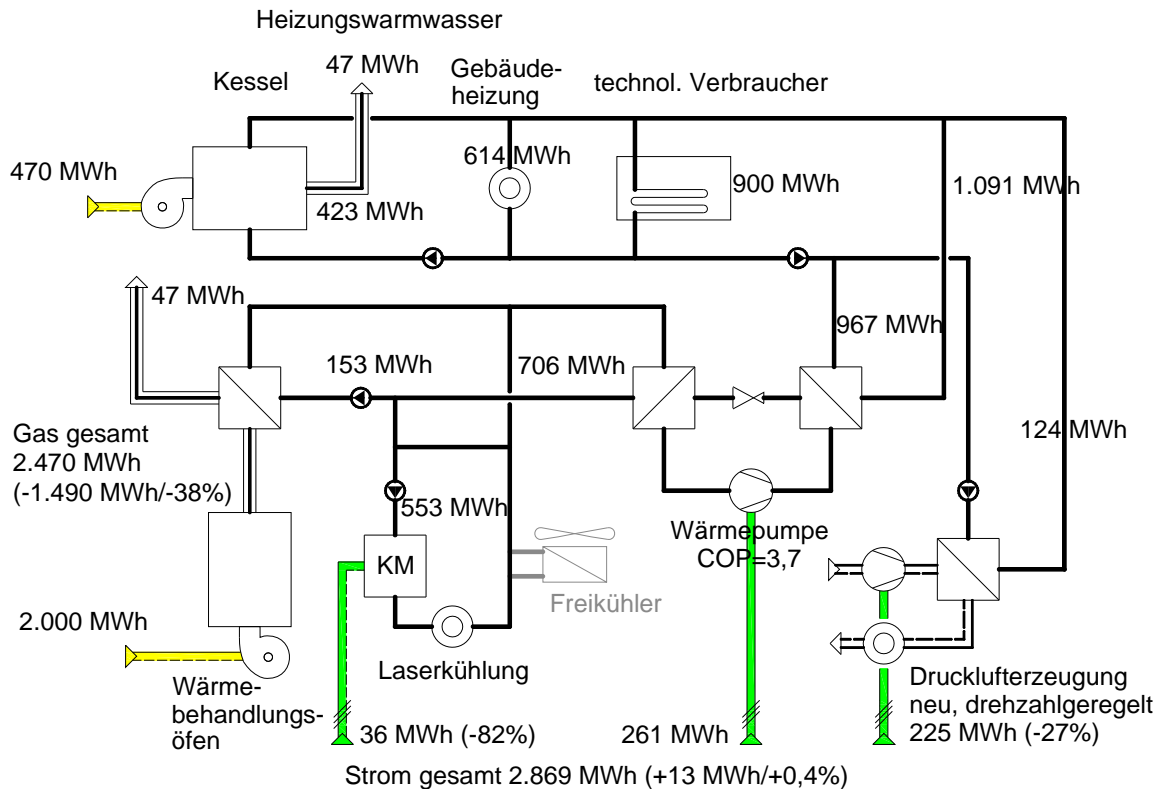 Heizungswarmwasser
Kessel
47 MWh
Gebäude-
heizung
technol. Verbraucher
470 MWh
423 MWh
614 MWh
900 MWh
1.091 MWh
47 MWh
153 MWh
706 MWh
967 MWh
124 MWh
Gas gesamt
2.470 MWh
(-1.490 MWh/-38%)
553 MWh
KM
Wärmepumpe
COP=3,7
Freikühler
2.000 MWh
Laserkühlung
Wärme-
behandlungs-
öfen
36 MWh (-82%)
261 MWh
Drucklufterzeugung
neu, drehzahlgeregelt
225 MWh (-27%)
Strom gesamt 2.869 MWh (+13 MWh/+0,4%)